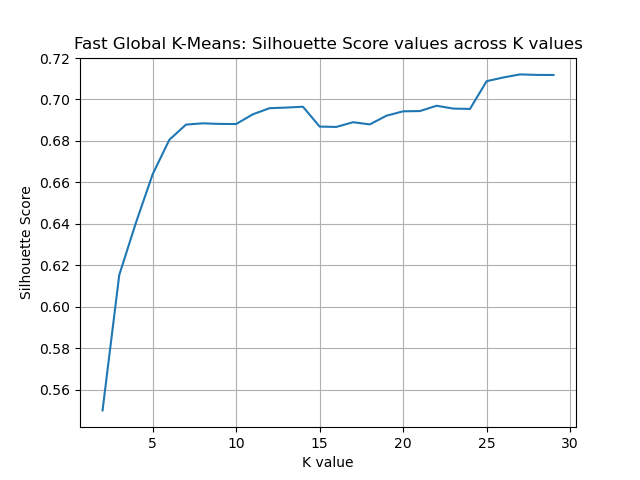 Fast Global K-Means: Silhouette Score values across K values
Silhouette Score
0.72
0.70
0.68
0.66
0.64
0.62
0.60
0.58
0.56
5 10 15 20 25 30
K value